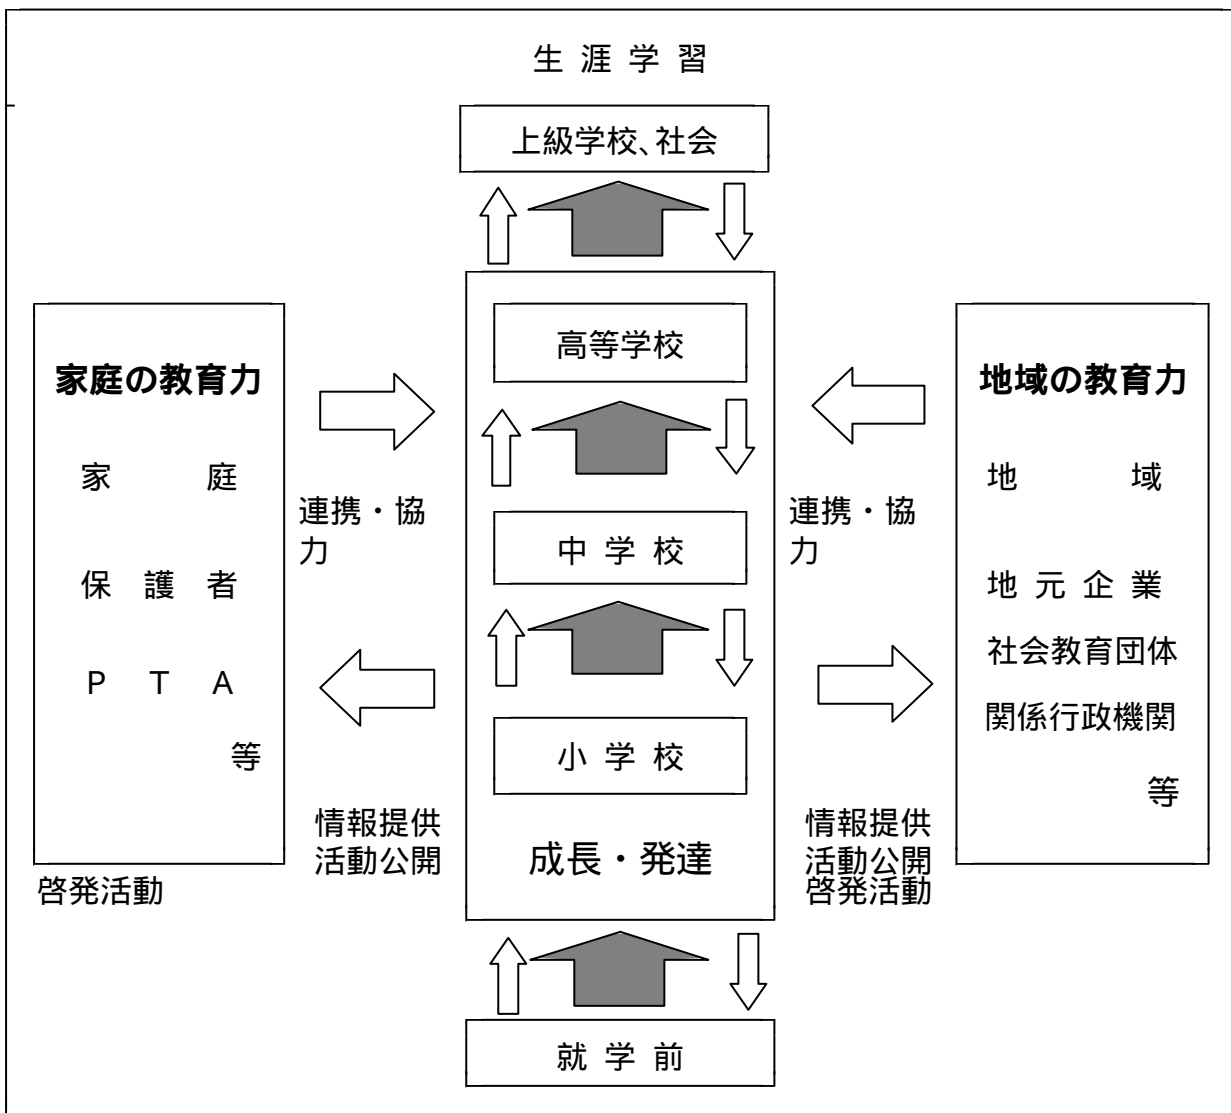 生涯学習
上級学校、社会
家庭の教育力
家庭
保護者
PTA
等
連携・協
力
情報提供
活動公開
啓発活動
高等学校
中学校
小学校
成長・発達
就学前
連携・協
力
情報提供
活動公開
啓発活動
地域の教育力
地域
地元企業
社会教育団体
関係行政機関
等